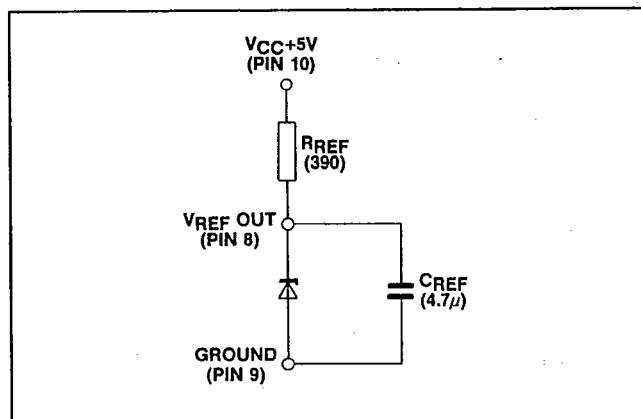 VCC+5V
(PIN 10)
RREF
(390)
VREF OUT
(PIN 8)
CREF
(4.7μ)
GROUND
(PIN 9)